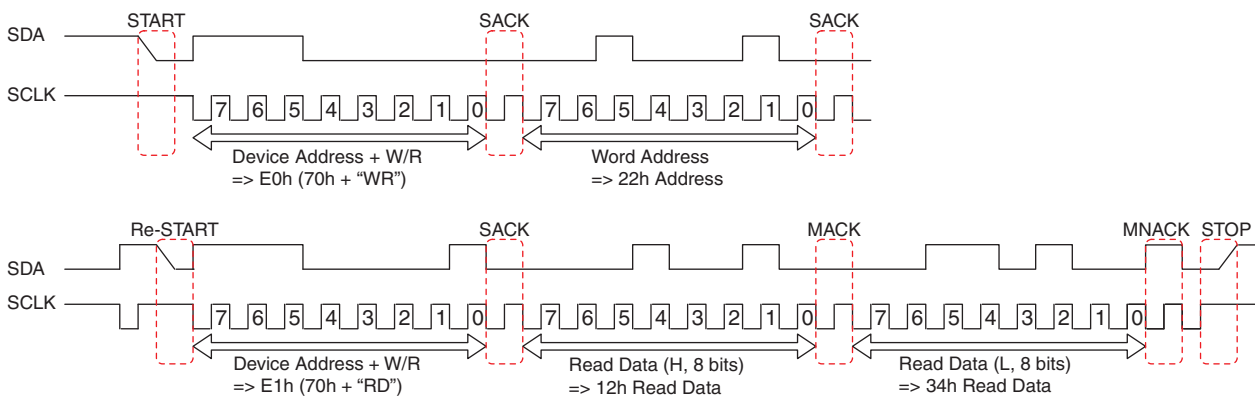 START SACK SACK
SDA
SCLK
7 6 5 4 3 2 1 0 7 6 5 4 3 2 1 0
Device Address + W/R
=> E0h (70h + “WR”)
Word Address
=> 22h Address
Re-START SACK MACK MNACK STOP
SDA
SCLK
7 6 5 4 3 2 1 0 7 6 5 4 3 2 1 0 7 6 5 4 3 2 1 0
Device Address + W/R
=> E1h (70h + “RD”)
Read Data (H, 8 bits)
=> 12h Read Data
Read Data (L, 8 bits)
=> 34h Read Data